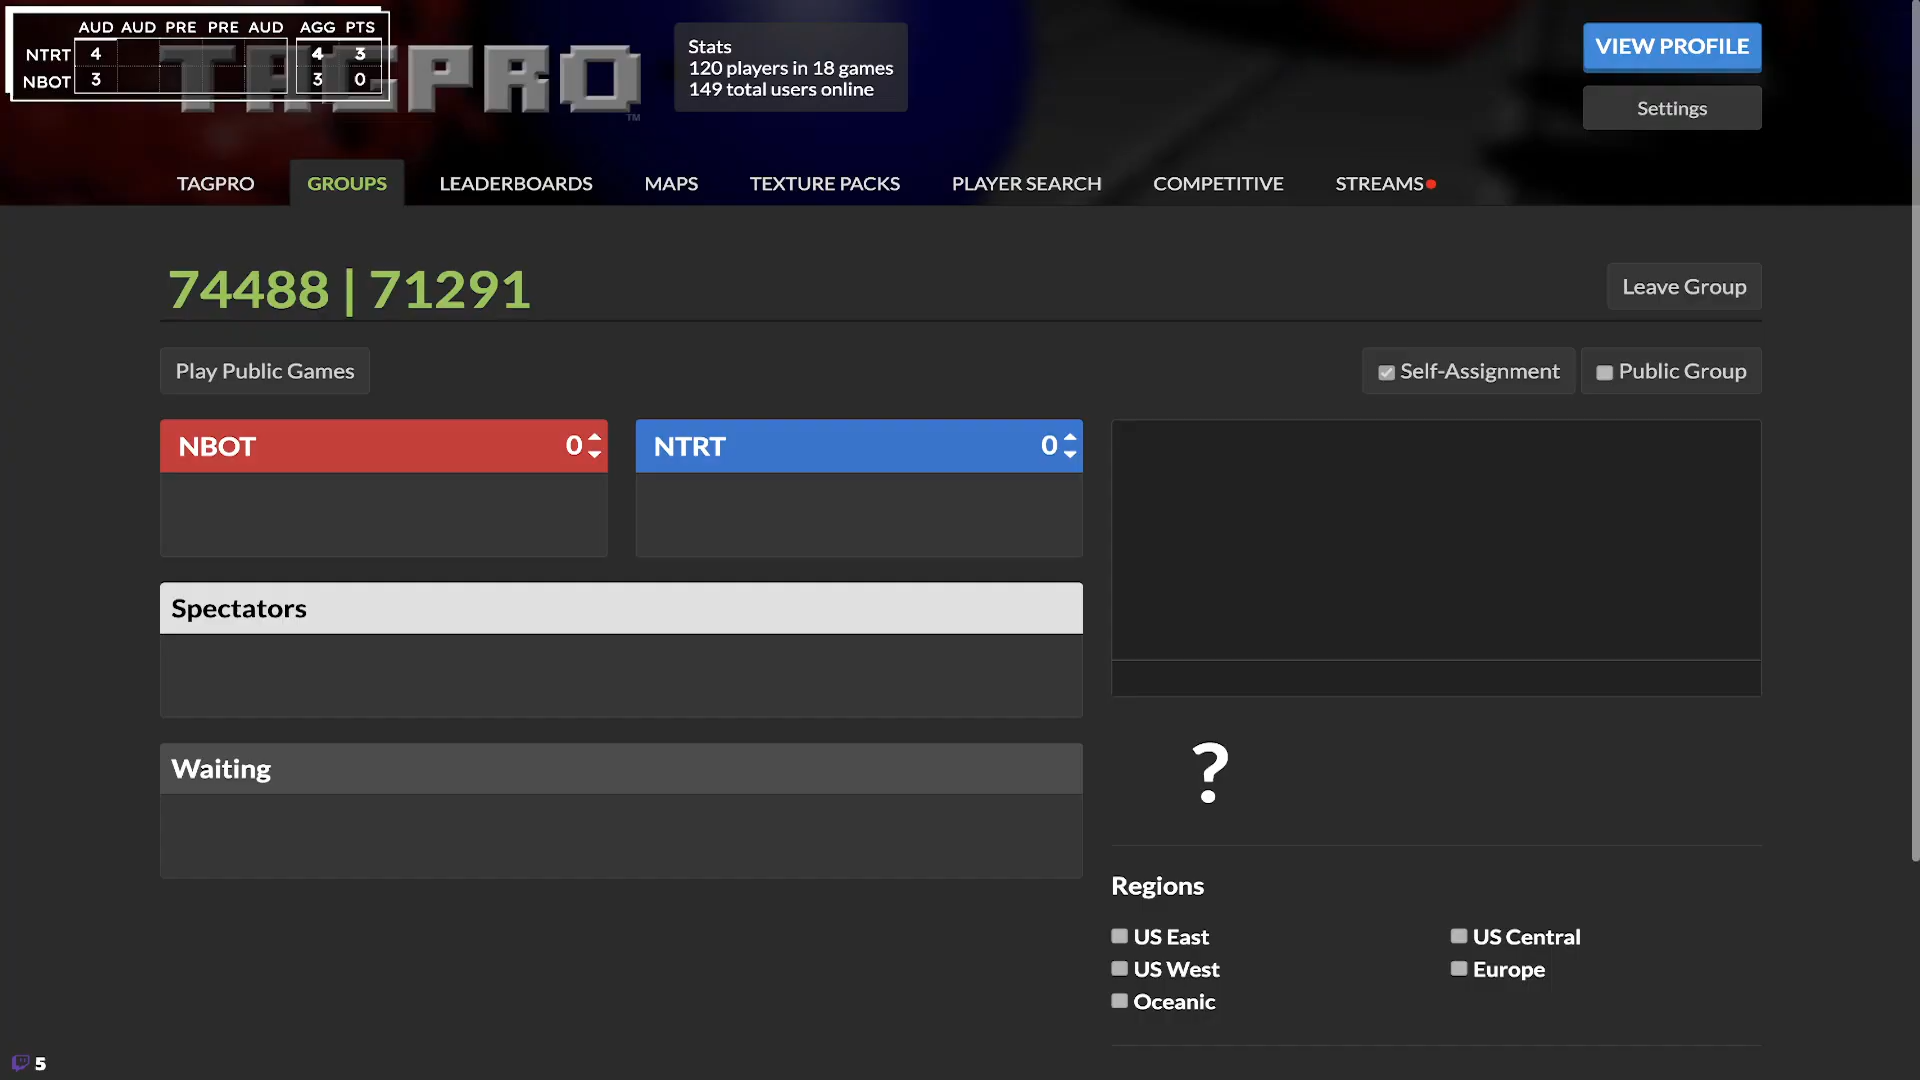 AUD AUD PRE PRE AUD AGG PTS
NTRT 4 4 3
NBOT 3 3 0
TAGPRO™
Stats
120 players in 18 games
149 total users online
VIEW PROFILE
Settings
TAGPRO GROUPS LEADERBOARDS MAPS TEXTURE PACKS PLAYER SEARCH COMPETITIVE STREAMS
74488 | 71291
Leave Group
Play Public Games
Self-Assignment
Public Group
NBOT 0
NTRT 0
Spectators
Waiting
?
Regions
US East
US Central
US West
Europe
Oceanic
5